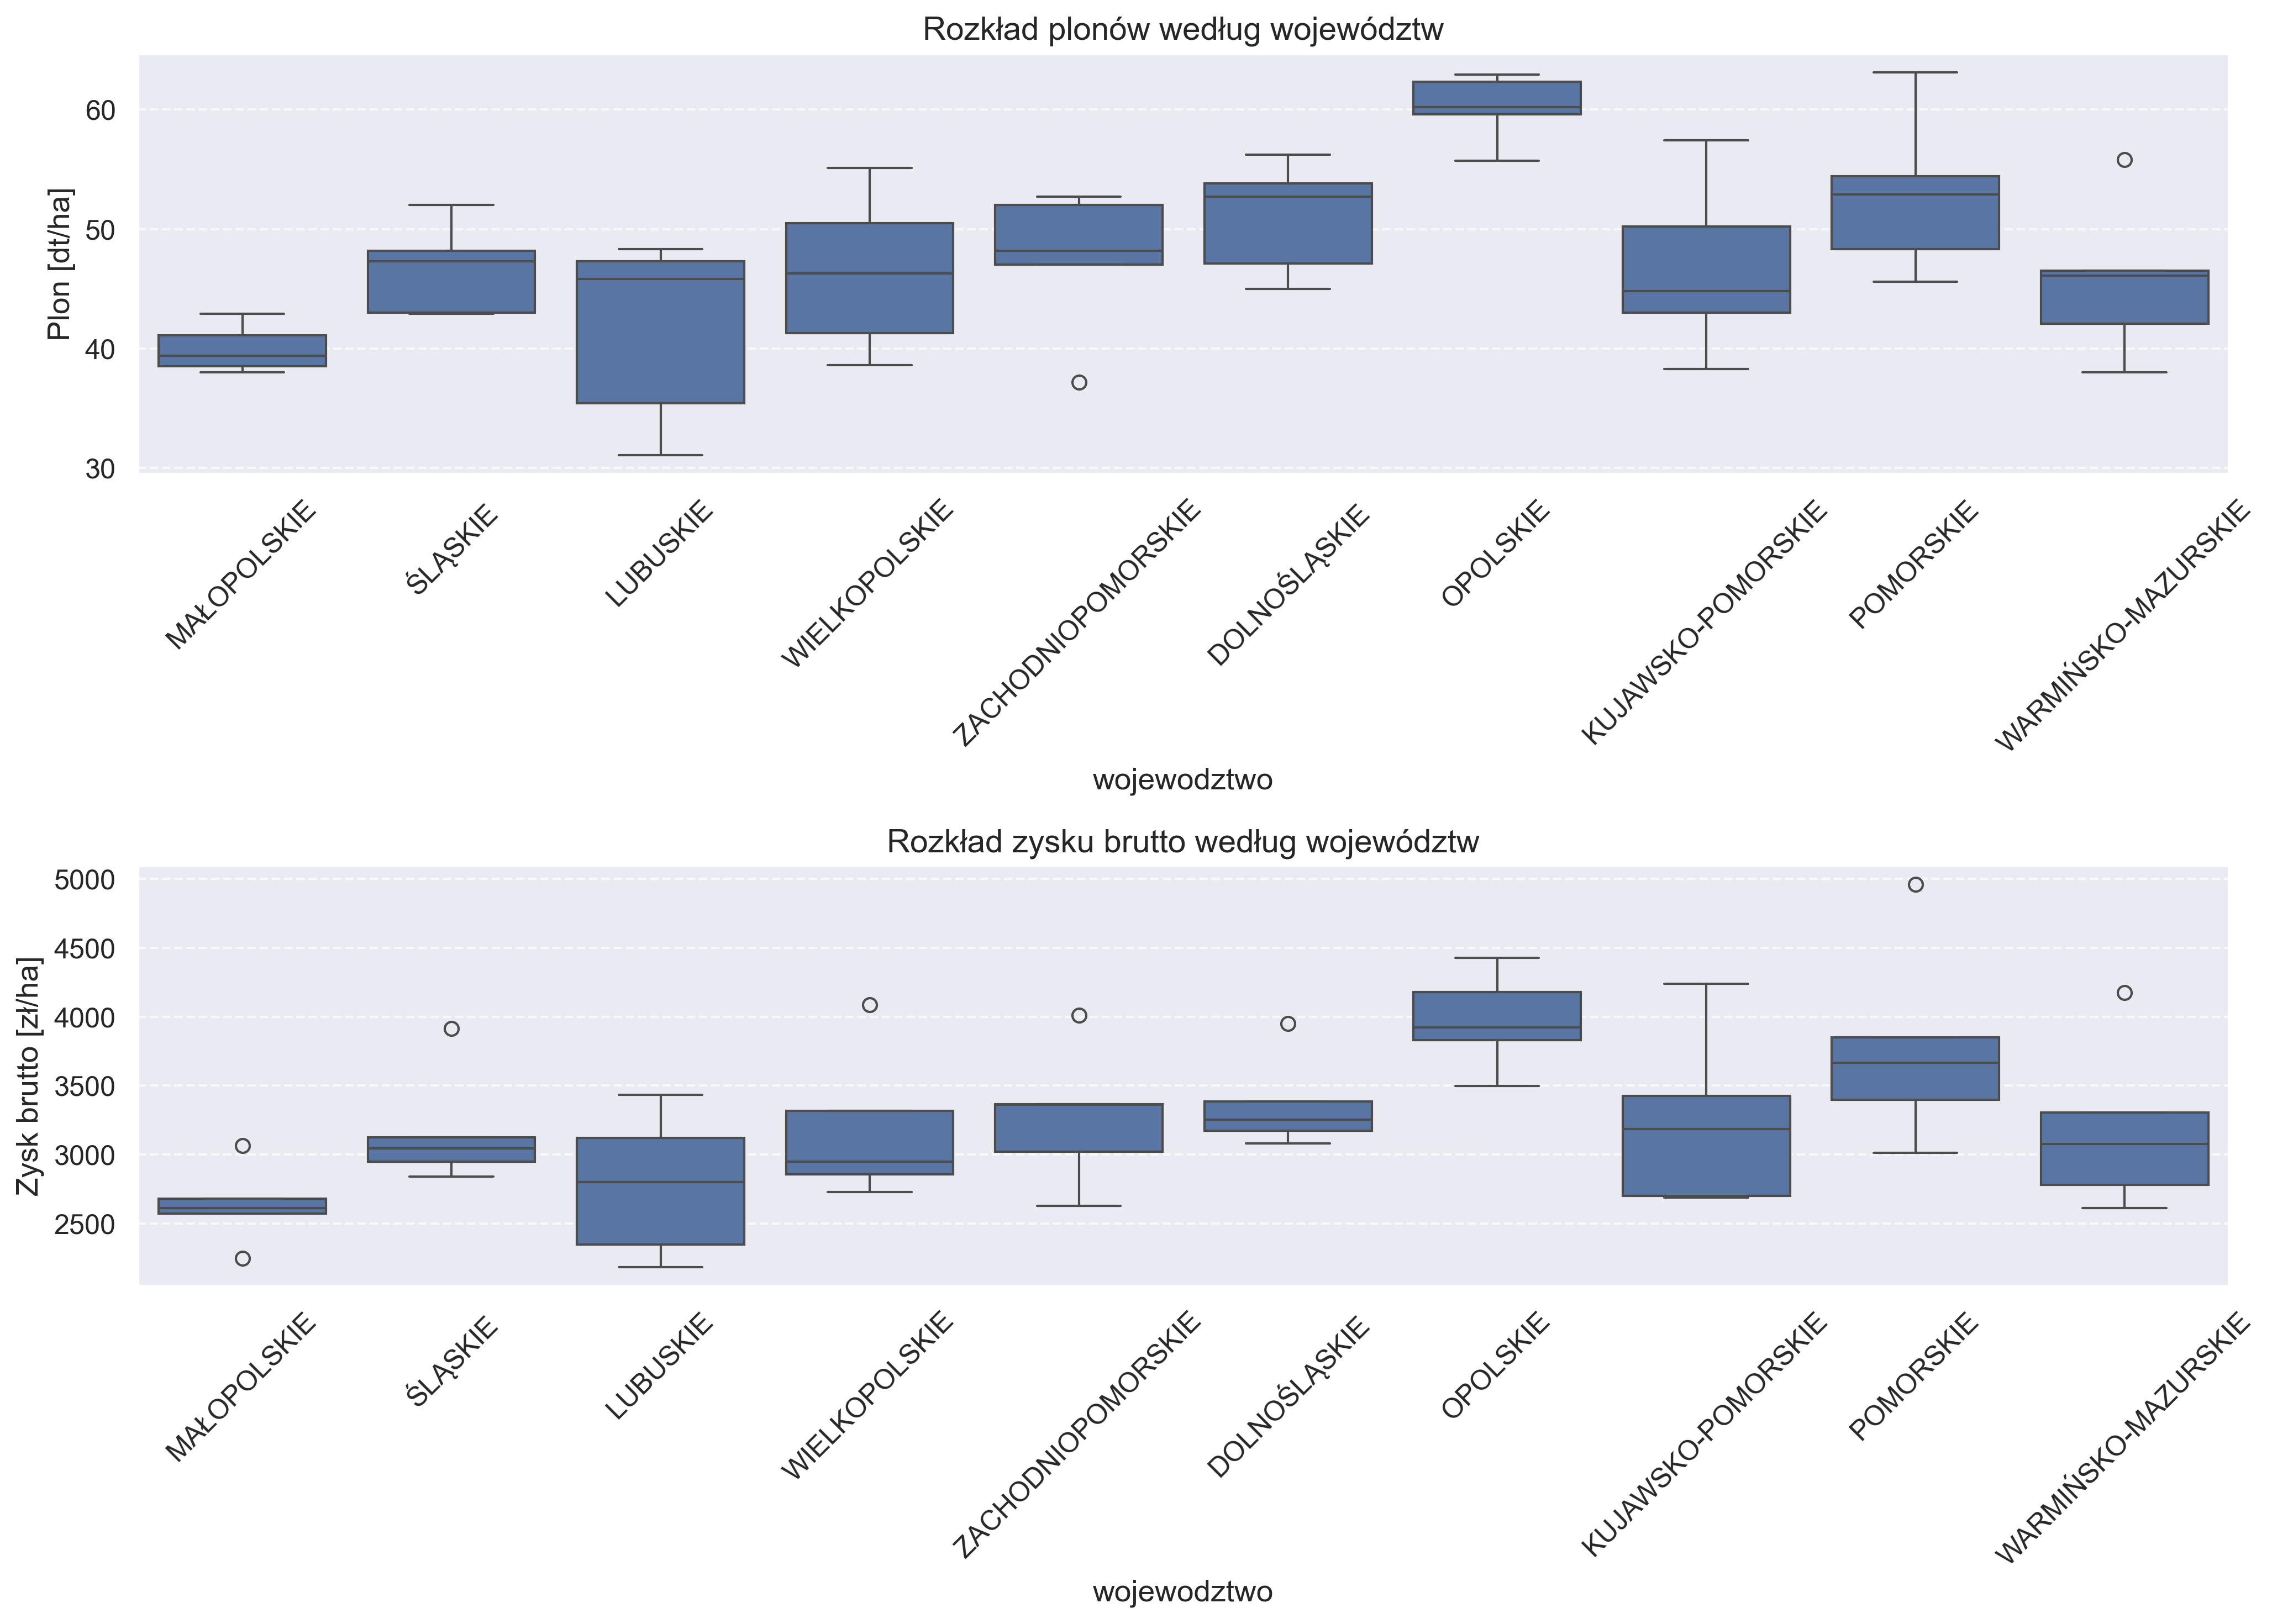 Rozkład plonów według województw
Plon [dt/ha]
60
50
40
30
MAŁOPOLSKIE
ŚLĄSKIE
LUBUSKIE
WIELKOPOLSKIE
ZACHODNIOPOMORSKIE
DOLNOŚLĄSKIE
OPOLSKIE
KUJAWSKO-POMORSKIE
POMORSKIE
WARMIŃSKO-MAZURSKIE
wojewodztwo
Rozkład zysku brutto według województw
Zysk brutto [zł/ha]
5000
4500
4000
3500
3000
2500
MAŁOPOLSKIE
ŚLĄSKIE
LUBUSKIE
WIELKOPOLSKIE
ZACHODNIOPOMORSKIE
DOLNOŚLĄSKIE
OPOLSKIE
KUJAWSKO-POMORSKIE
POMORSKIE
WARMIŃSKO-MAZURSKIE
wojewodztwo